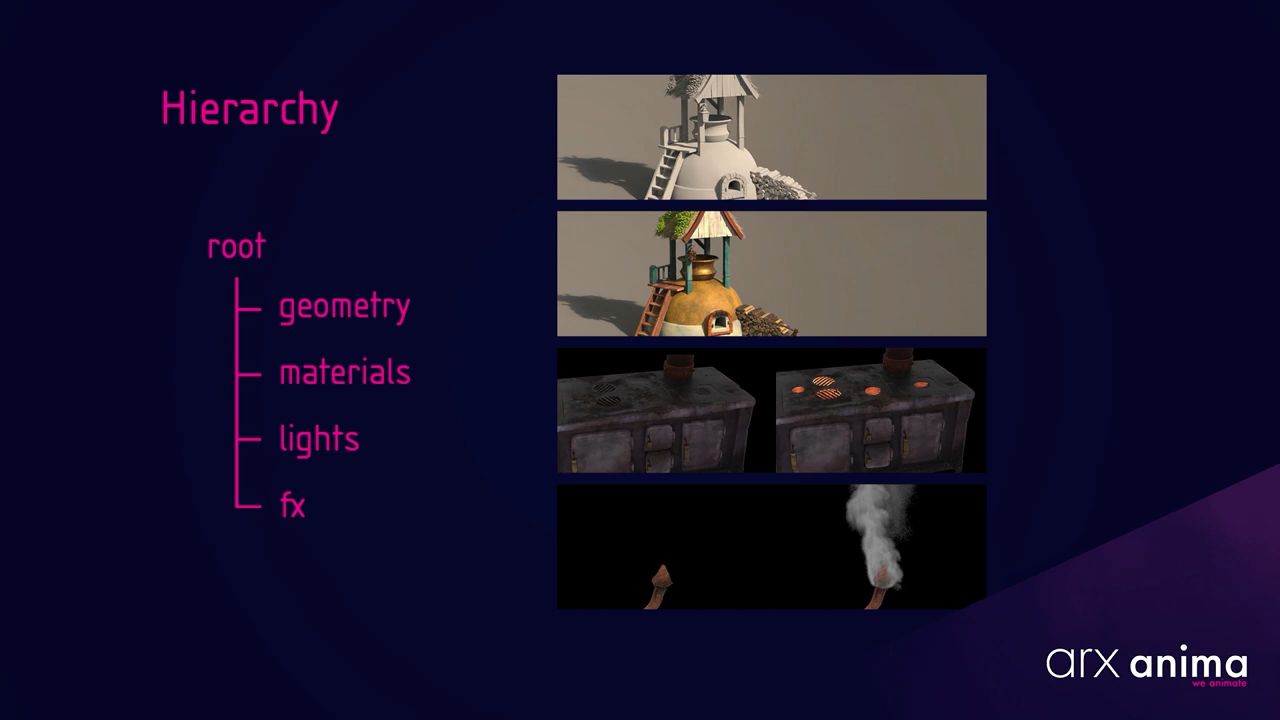 Hierarchy
root
geometry
materials
lights
fx
arx anima
we animate